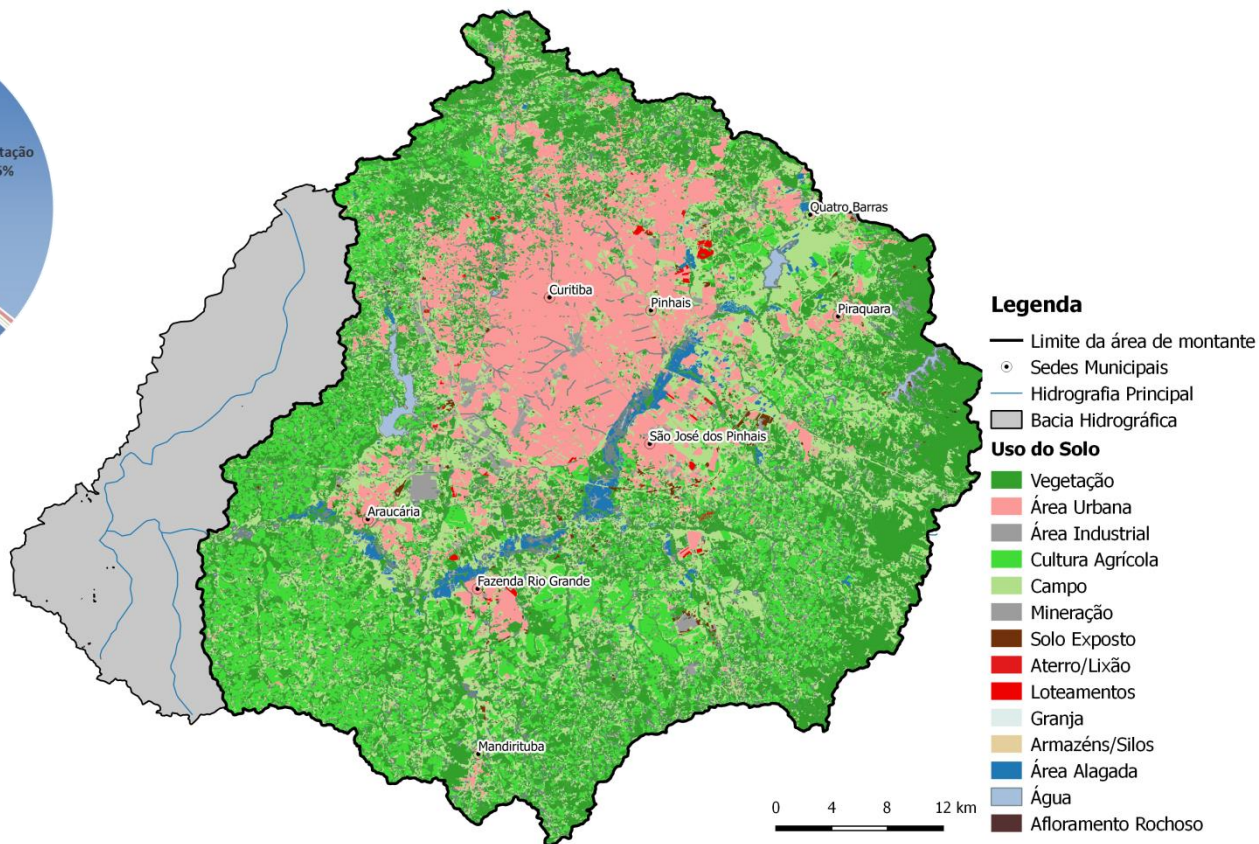 Quatro Barras
Curitiba
Pinhais
Piraquara
São José dos Pinhais
Araucária
Fazenda Rio Grande
Mandirituba
0 4 8 12 km
Legenda
Limite da área de montante
Sedes Municipais
Hidrografia Principal
Bacia Hidrográfica
Uso do Solo
Vegetação
Área Urbana
Área Industrial
Cultura Agrícola
Campo
Mineração
Solo Exposto
Aterro/Lixão
Loteamentos
Granja
Armazéns/Silos
Área Alagada
Água
Afloramento Rochoso